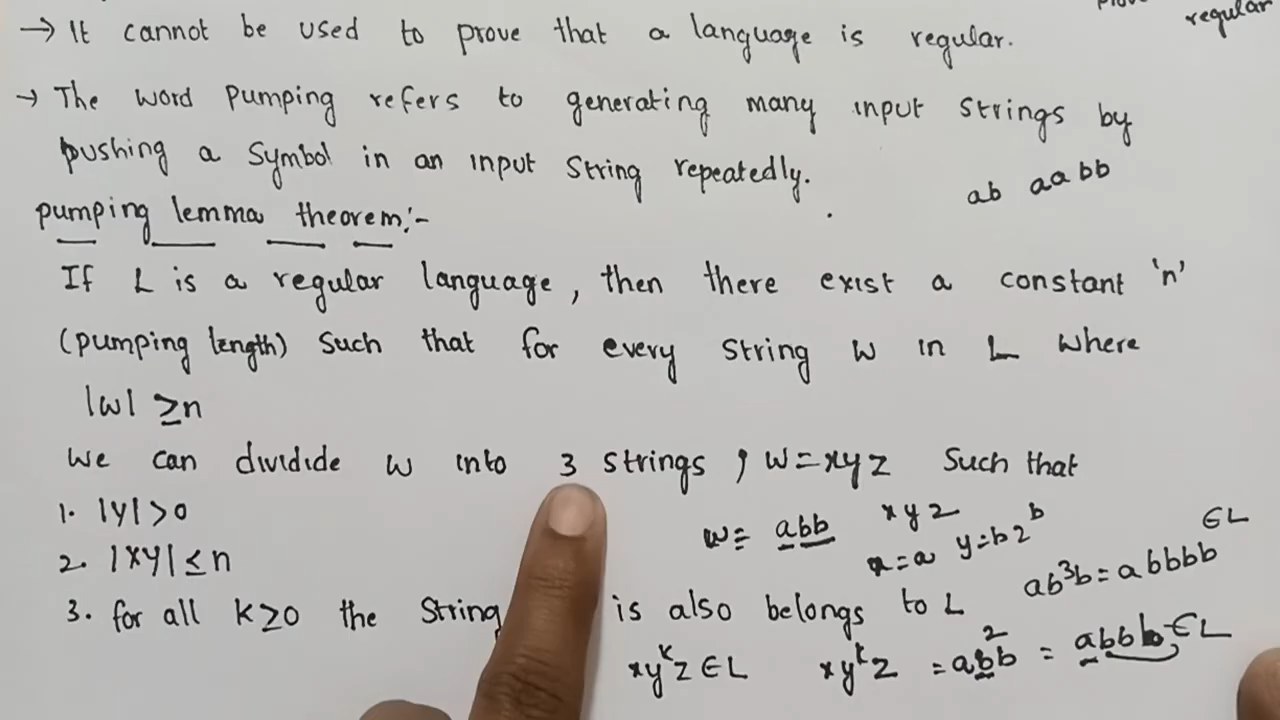 regular
→ It cannot be used to prove that a language is regular.
→ The word pumping refers to generating many input strings by
pushing a symbol in an input string repeatedly.
ab aabb
pumping lemma theorem:-
If L is a regular language, then there exist a constant 'n'
(pumping length) such that for every string w in L where
|w| ≥n
we can dividide w into 3 strings, w=xyz such that
1. |y|>0
2. |xy|≤n
w= abb xyz
x=a y=b z b
ab³b=abbbb ∈L
3. for all k≥0 the string is also belongs to L
xyᵏz∈L xyᵏz =ab²b = abbb∈L